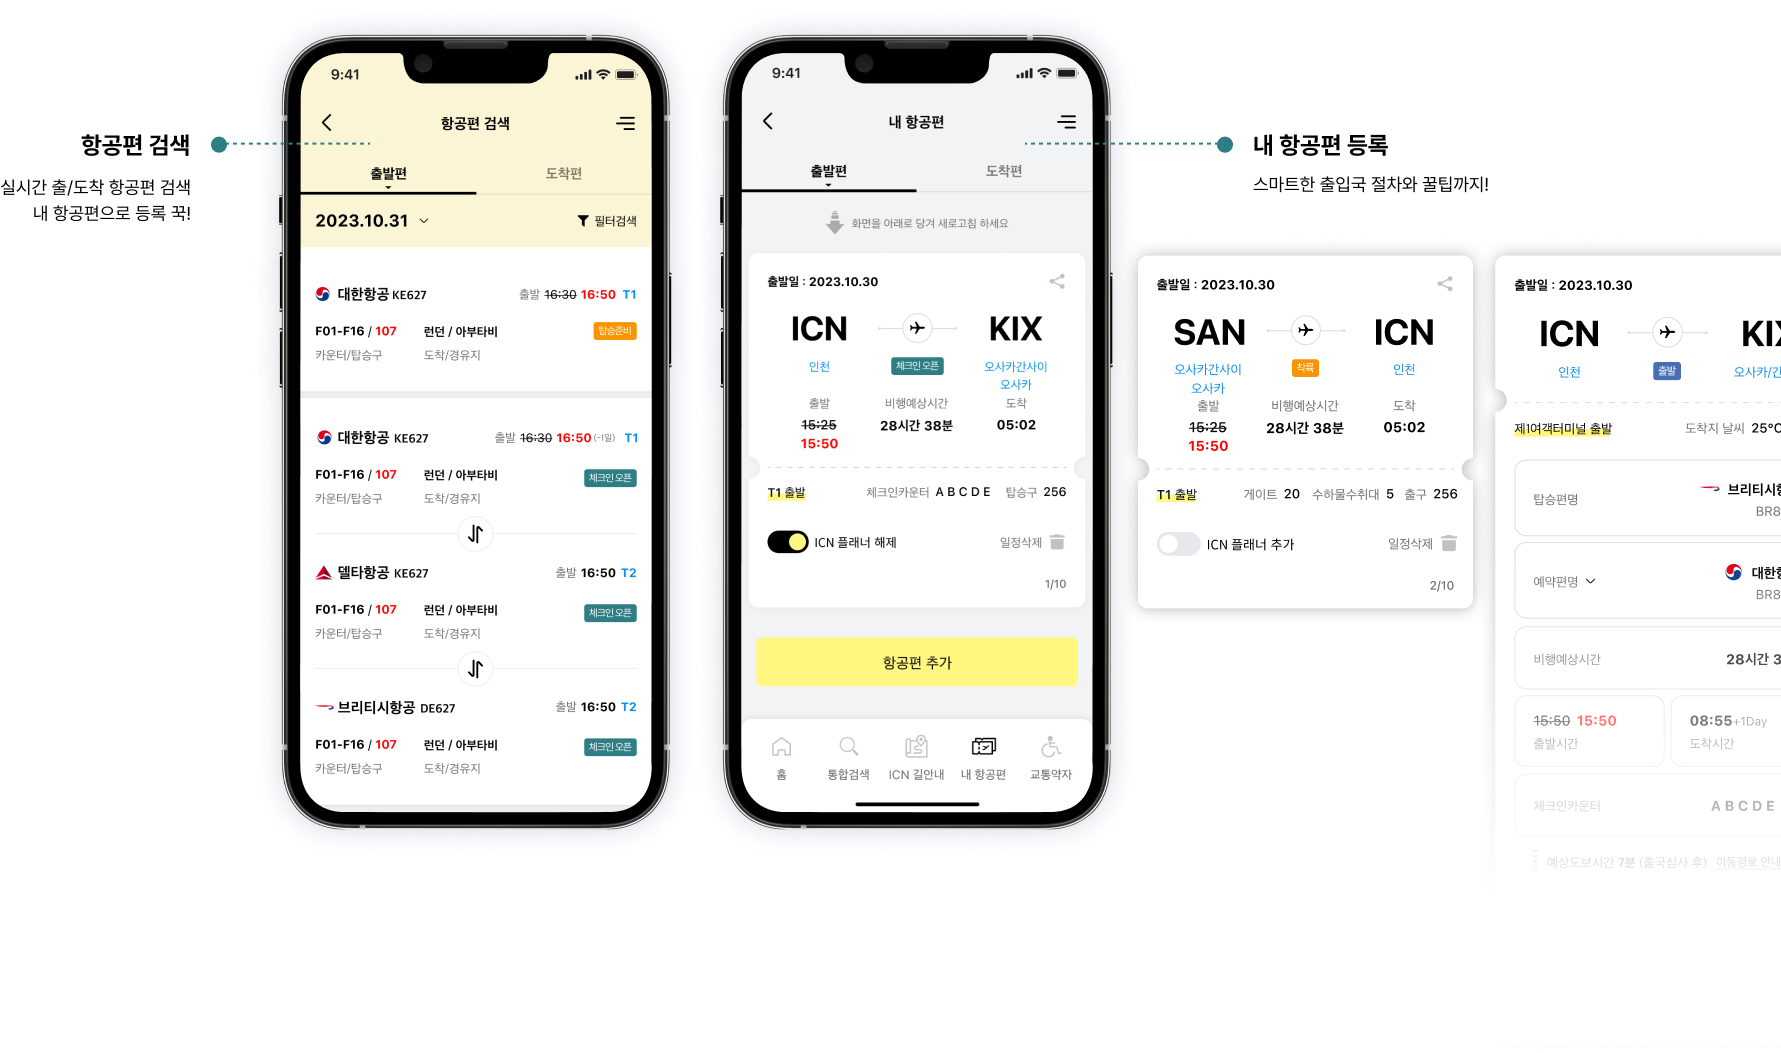 항공편 검색
실시간 출/도착 항공편 검색
내 항공편으로 등록 꾹!
9:41
항공편 검색
출발편 도착편
2023.10.31 필터검색
대한항공 KE627 출발 16:30 16:50 T1
F01-F16 / 107 런던 / 아부타비 탑승준비
카운터/탑승구 도착/경유지
대한항공 KE627 출발 16:30 16:50 (-1일) T1
F01-F16 / 107 런던 / 아부타비 체크인 오픈
카운터/탑승구 도착/경유지
델타항공 KE627 출발 16:50 T2
F01-F16 / 107 런던 / 아부타비 체크인 오픈
카운터/탑승구 도착/경유지
브리티시항공 DE627 출발 16:50 T2
F01-F16 / 107 런던 / 아부타비 체크인 오픈
카운터/탑승구 도착/경유지
9:41
내 항공편
출발편 도착편
화면을 아래로 당겨 새로고침 하세요
출발일 : 2023.10.30
ICN KIX
인천 체크인 오픈 오사카간사이
오사카
출발 비행예상시간 도착
15:25 28시간 38분 05:02
15:50
T1 출발 체크인카운터 A B C D E 탑승구 256
ICN 플래너 해제 일정삭제
1/10
항공편 추가
홈 통합검색 ICN 길안내 내 항공편 교통약자
내 항공편 등록
스마트한 출입국 절차와 꿀팁까지!
출발일 : 2023.10.30
SAN ICN
오사카간사이 착륙 인천
오사카
출발 비행예상시간 도착
15:25 28시간 38분 05:02
15:50
T1 출발 게이트 20 수하물수취대 5 출구 256
ICN 플래너 추가 일정삭제
2/10
출발일 : 2023.10.30
ICN KIX
인천 출발 오사카/간
제1여객터미널 출발 도착지 날씨 25°C
탑승편명 브리티시항
BR8
예약편명 대한항
BR8
비행예상시간 28시간 3
15:50 15:50 08:55+1Day
출발시간 도착시간
체크인카운터 A B C D E
예상도보시간 7분 (출국심사 후) 이동경로 안내